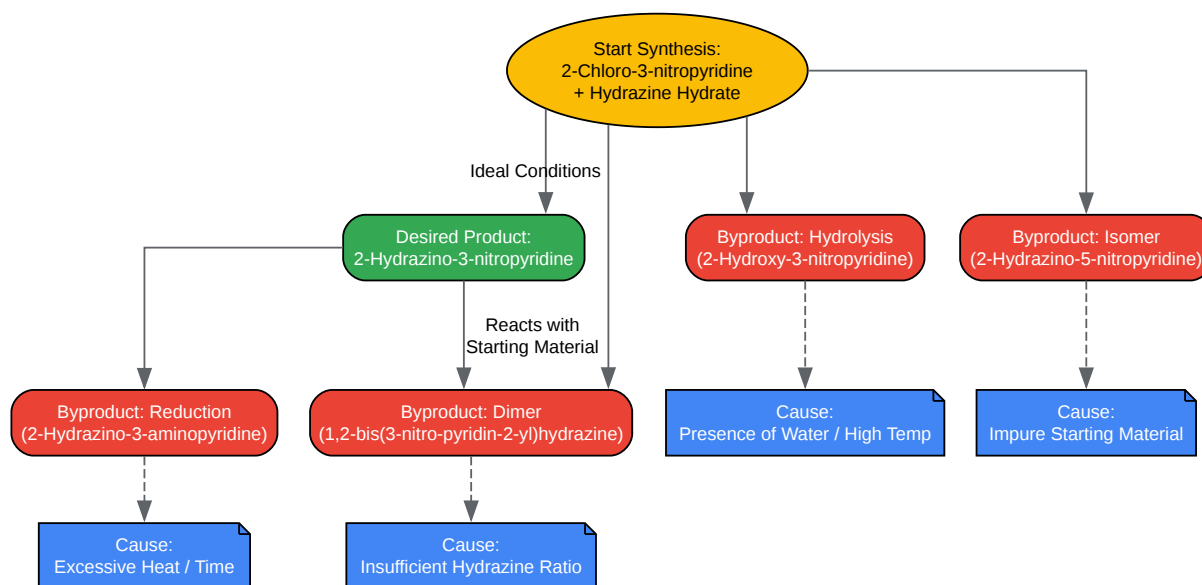 Start Synthesis:
2-Chloro-3-nitropyridine
+ Hydrazine Hydrate
Ideal Conditions
Desired Product:
2-Hydrazino-3-nitropyridine
Byproduct: Hydrolysis
(2-Hydroxy-3-nitropyridine)
Byproduct: Isomer
(2-Hydrazino-5-nitropyridine)
Reacts with
Starting Material
Byproduct: Reduction
(2-Hydrazino-3-aminopyridine)
Byproduct: Dimer
(1,2-bis(3-nitro-pyridin-2-yl)hydrazine)
Cause:
Presence of Water / High Temp
Cause:
Impure Starting Material
Cause:
Excessive Heat / Time
Cause:
Insufficient Hydrazine Ratio